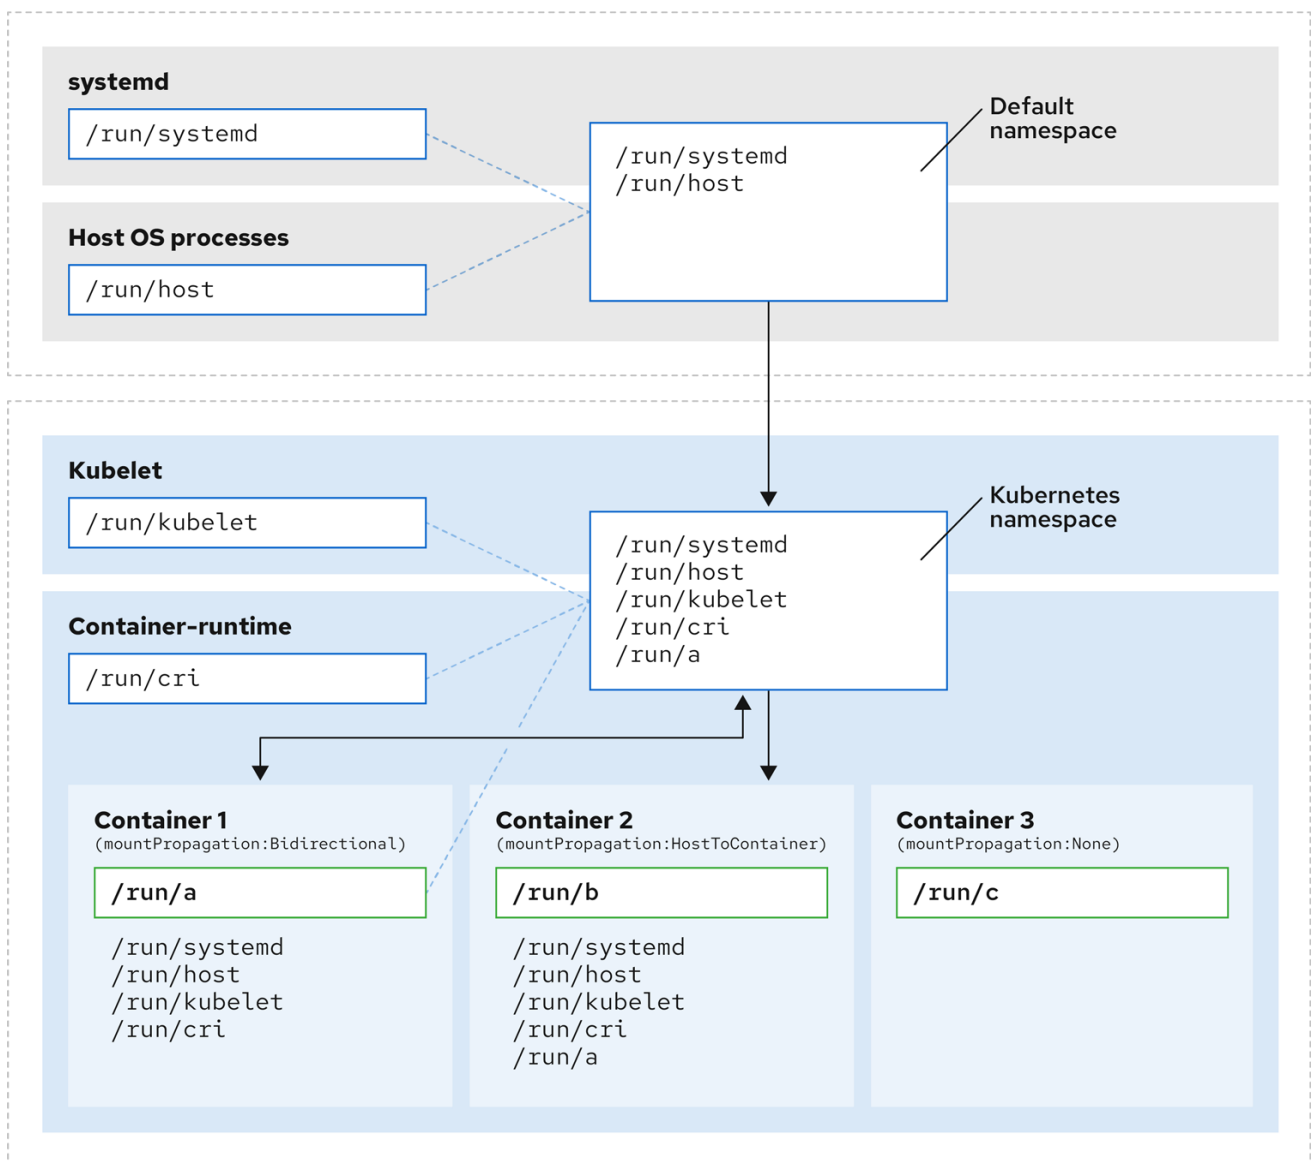 systemd
/run/systemd
Default
namespace
/run/systemd
/run/host
Host OS processes
/run/host
Kubelet
/run/kubelet
Kubernetes
namespace
/run/systemd
/run/host
/run/kubelet
/run/cri
/run/a
Container-runtime
/run/cri
Container 1
(mountPropagation:Bidirectional)
/run/a
/run/systemd
/run/host
/run/kubelet
/run/cri
Container 2
(mountPropagation:HostToContainer)
/run/b
/run/systemd
/run/host
/run/kubelet
/run/cri
/run/a
Container 3
(mountPropagation:None)
/run/c